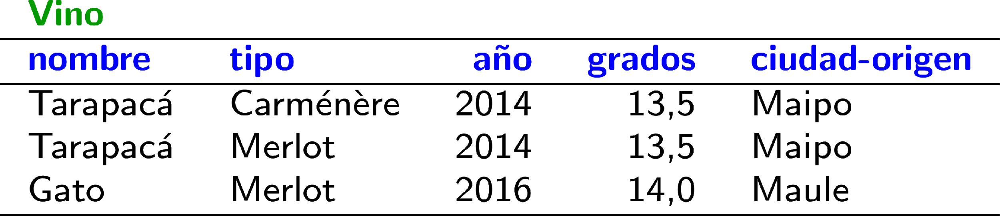 Vino
nombre tipo año grados ciudad-origen
Tarapacá Carménère 2014 13,5 Maipo
Tarapacá Merlot 2014 13,5 Maipo
Gato Merlot 2016 14,0 Maule